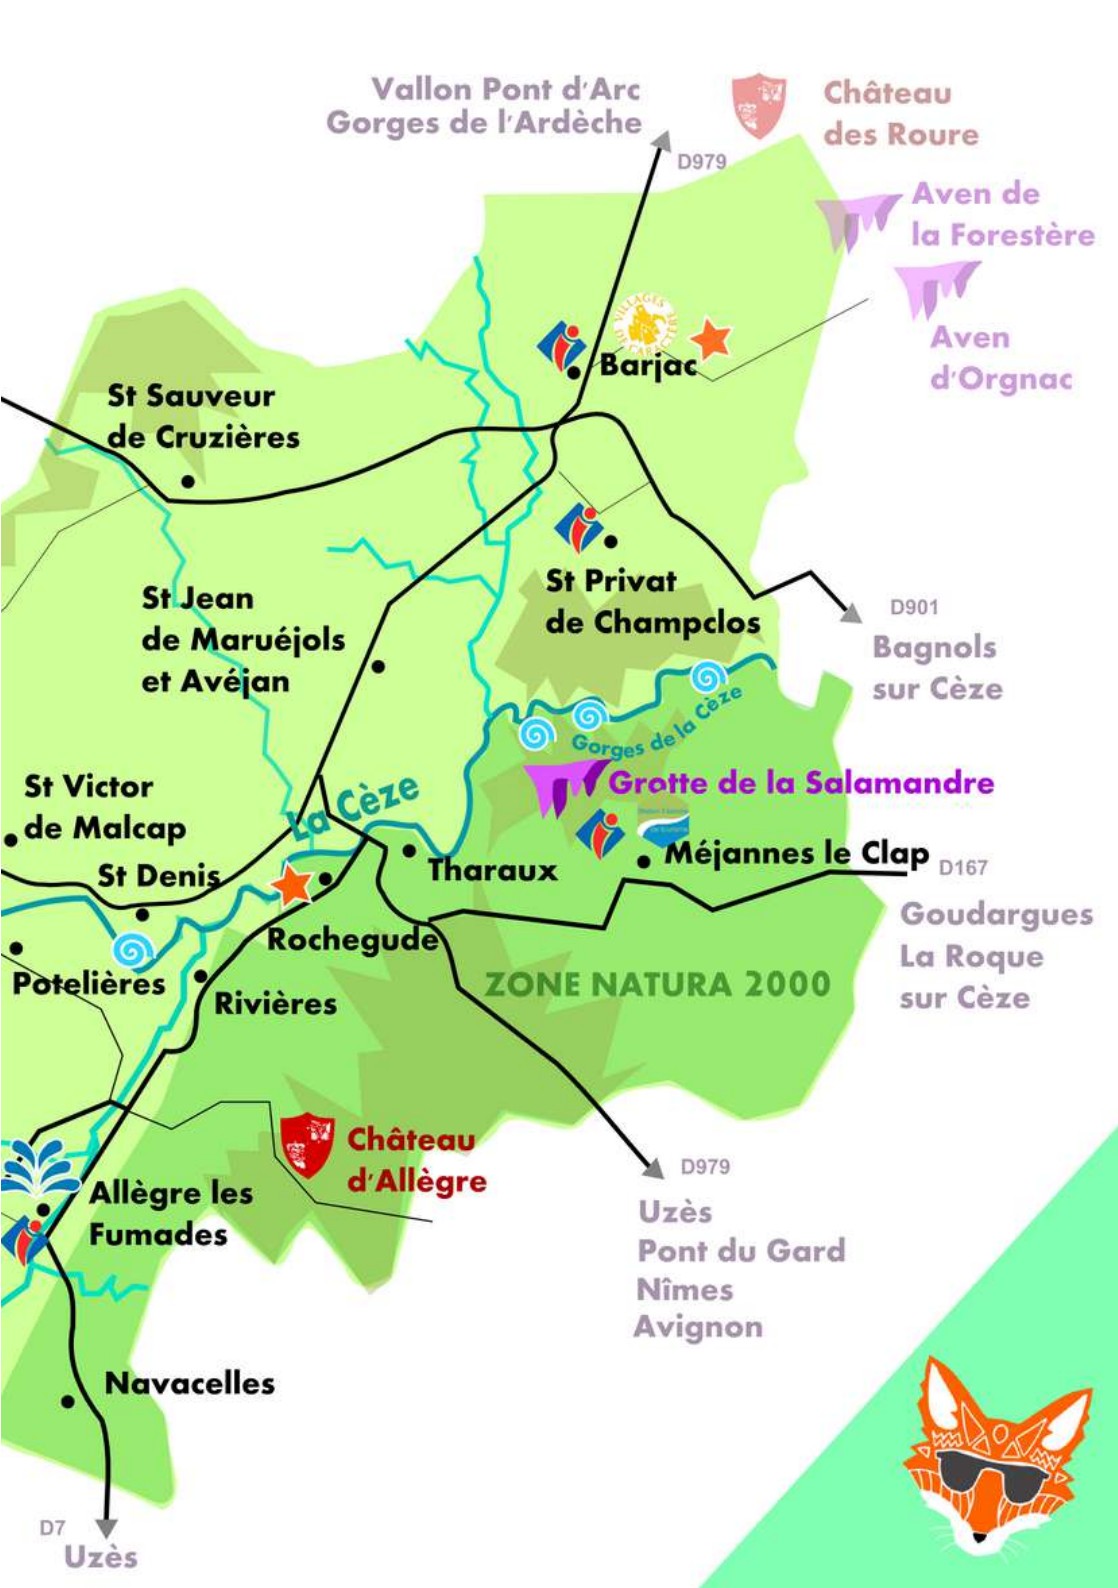 Vallon Pont d'Arc
Gorges de l'Ardèche
D979
Château
des Roure
Aven de
la Forestère
Aven
d'Orgnac
VILLAGES
DE CARACTERE
Barjac
St Sauveur
de Cruzières
St Privat
de Champclos
D901
Bagnols
sur Cèze
St Jean
de Maruéjols
et Avéjan
Gorges de la Cèze
Grotte de la Salamandre
La Cèze
St Victor
de Malcap
Méjannes le Clap
D167
Tharaux
St Denis
Goudargues
La Roque
sur Cèze
Rochegude
ZONE NATURA 2000
Potelières
Rivières
Château
d'Allègre
D979
Allègre les
Fumades
Uzès
Pont du Gard
Nîmes
Avignon
Navacelles
D7
Uzès